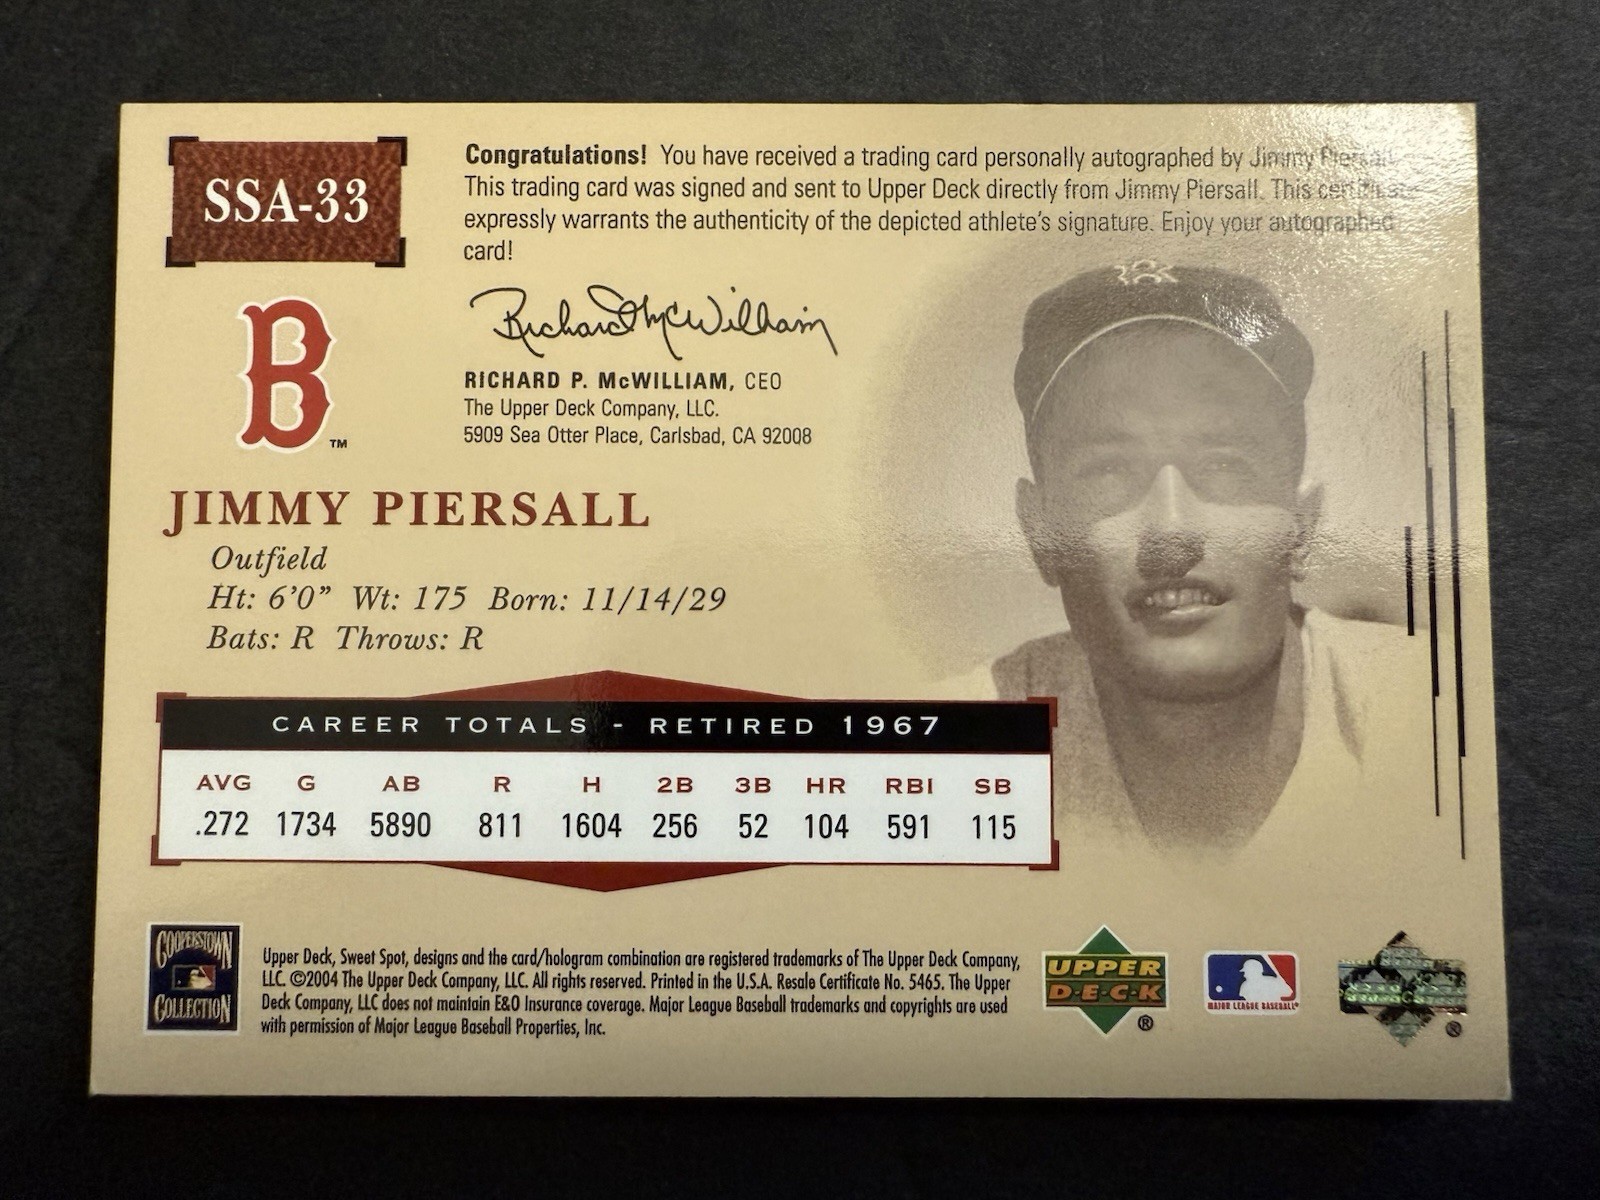 SSA-33
Congratulations! You have received a trading card personally autographed by Jimmy Piersall.
This trading card was signed and sent to Upper Deck directly from Jimmy Piersall. This certificate
expressly warrants the authenticity of the depicted athlete's signature. Enjoy your autographed
card!
Richard McWilliam
RICHARD P. McWILLIAM, CEO
The Upper Deck Company, LLC.
5909 Sea Otter Place, Carlsbad, CA 92008
B™
JIMMY PIERSALL
Outfield
Ht: 6'0" Wt: 175 Born: 11/14/29
Bats: R Throws: R
CAREER TOTALS - RETIRED 1967
AVG G AB R H 2B 3B HR RBI SB
.272 1734 5890 811 1604 256 52 104 591 115
COOPERSTOWN
COLLECTION
Upper Deck, Sweet Spot, designs and the card/hologram combination are registered trademarks of The Upper Deck Company,
LLC. ©2004 The Upper Deck Company, LLC. All rights reserved. Printed in the U.S.A. Resale Certificate No. 5465. The Upper
Deck Company, LLC does not maintain E&O Insurance coverage. Major League Baseball trademarks and copyrights are used
with permission of Major League Baseball Properties, Inc.
UPPER
D·E·C·K
®
MAJOR LEAGUE BASEBALL®
®